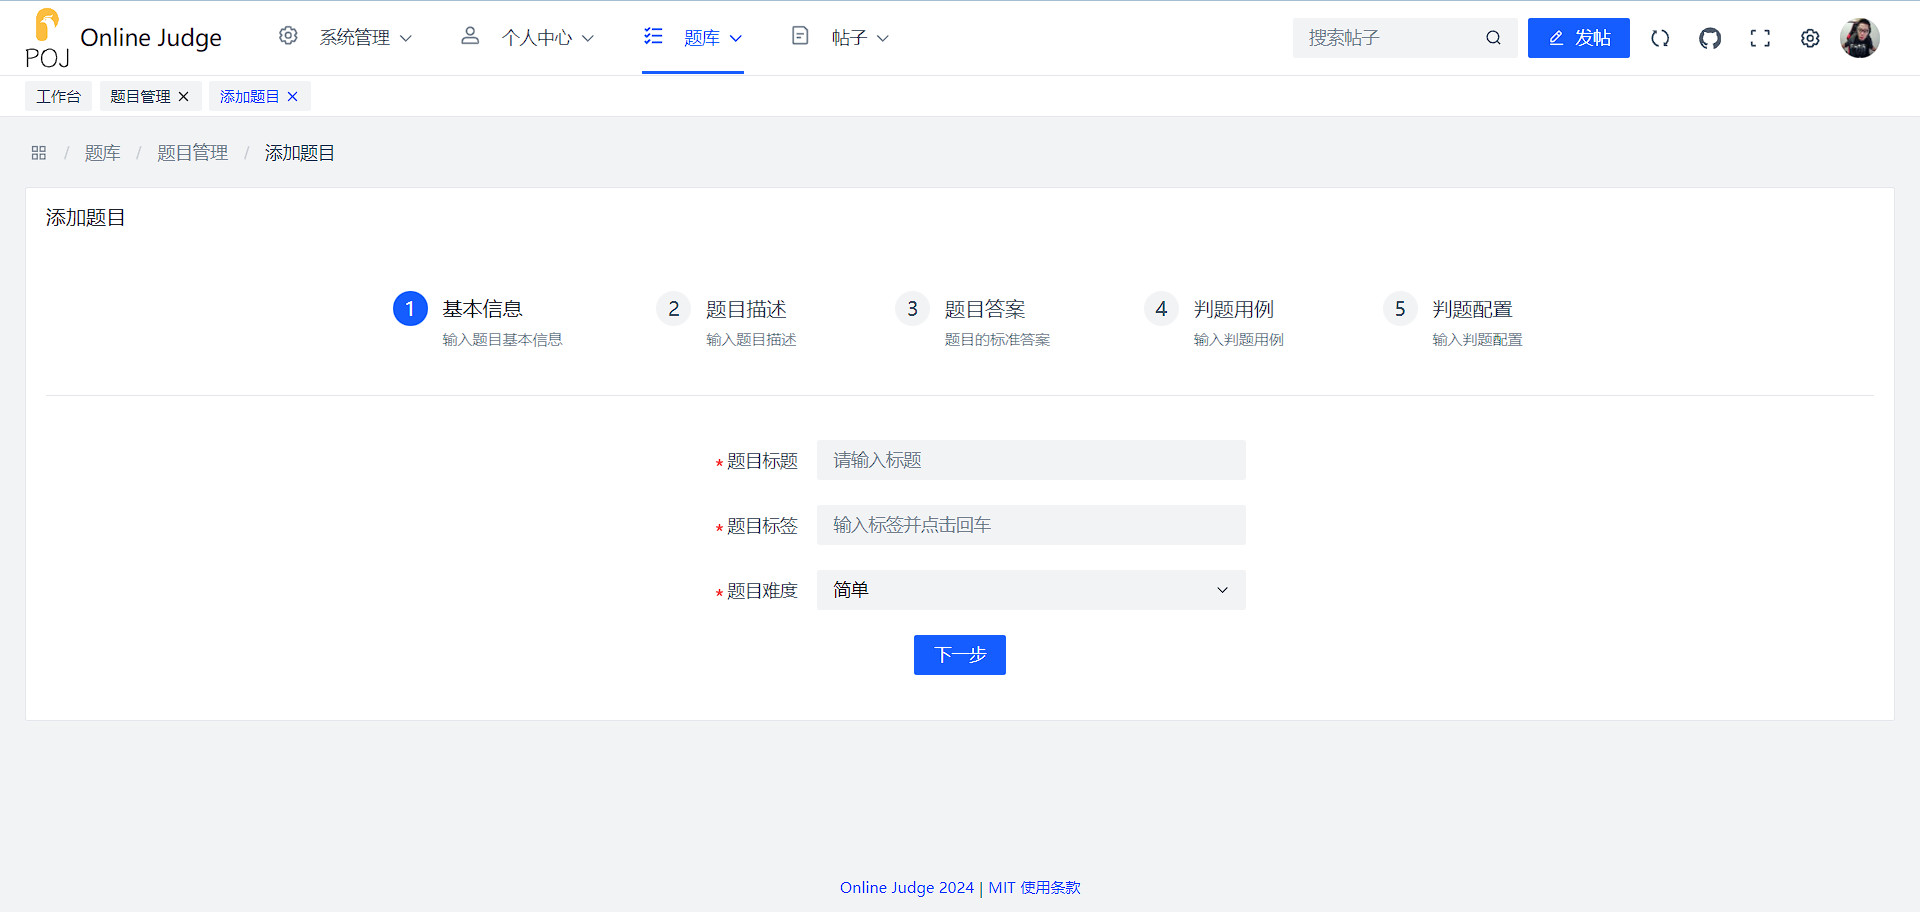 POJ Online Judge 系统管理 个人中心 题库 帖子 搜索帖子 发帖
工作台 题目管理 添加题目
/ 题库 / 题目管理 / 添加题目
添加题目
1 基本信息 2 题目描述 3 题目答案 4 判题用例 5 判题配置
输入题目基本信息 输入题目描述 题目的标准答案 输入判题用例 输入判题配置
* 题目标题 请输入标题
* 题目标签 输入标签并点击回车
* 题目难度 简单
下一步
Online Judge 2024 | MIT 使用条款